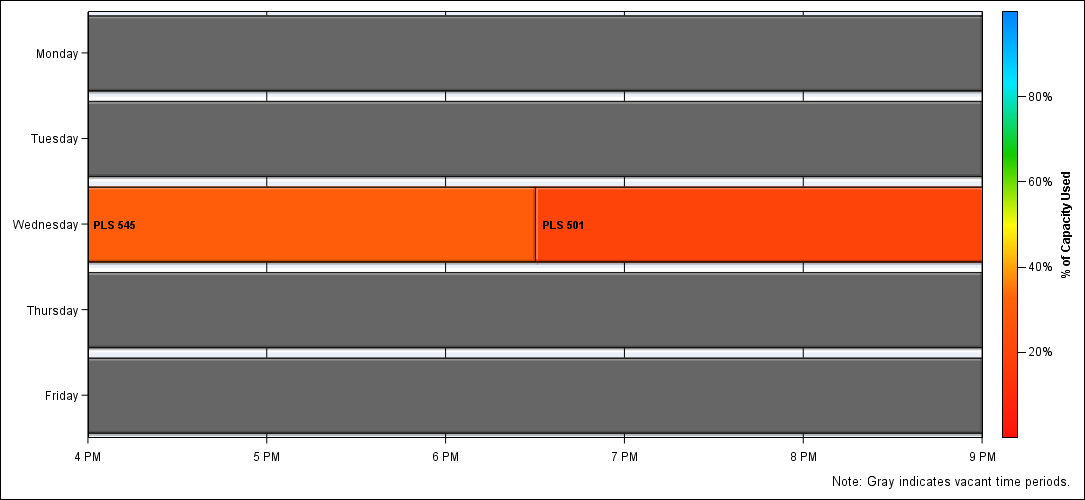 Monday
Tuesday
Wednesday
Thursday
Friday
PLS 545
PLS 501
4 PM
5 PM
6 PM
7 PM
8 PM
9 PM
80%
60%
40%
20%
% of Capacity Used
Note: Gray indicates vacant time periods.